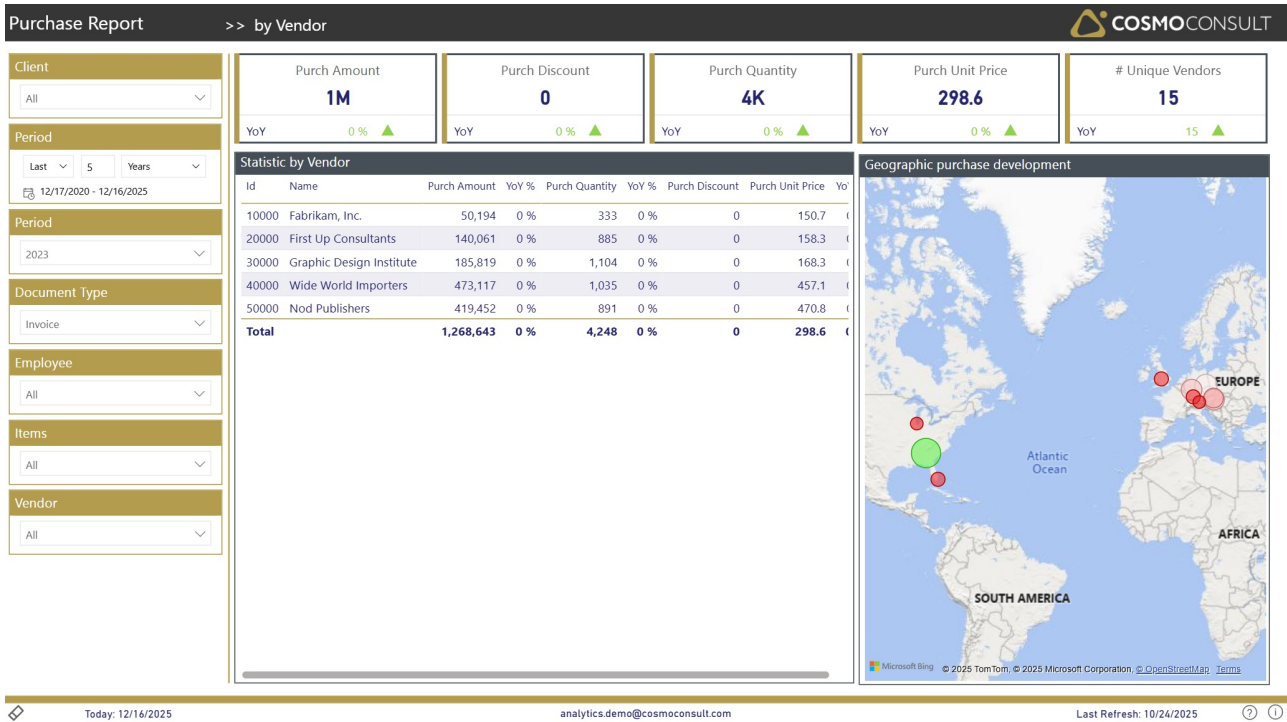 Purchase Report >> by Vendor COSMOCONSULT
Client
All
Period
Last 5 Years
12/17/2020 - 12/16/2025
Period
2023
Document Type
Invoice
Employee
All
Items
All
Vendor
All
Purch Amount
1M
YoY 0 %
Purch Discount
0
YoY 0 %
Purch Quantity
4K
YoY 0 %
Purch Unit Price
298.6
YoY 0 %
# Unique Vendors
15
YoY 15
Statistic by Vendor
Id Name Purch Amount YoY % Purch Quantity YoY % Purch Discount Purch Unit Price Yo
10000 Fabrikam, Inc. 50,194 0 % 333 0 % 0 150.7
20000 First Up Consultants 140,061 0 % 885 0 % 0 158.3
30000 Graphic Design Institute 185,819 0 % 1,104 0 % 0 168.3
40000 Wide World Importers 473,117 0 % 1,035 0 % 0 457.1
50000 Nod Publishers 419,452 0 % 891 0 % 0 470.8
Total 1,268,643 0 % 4,248 0 % 0 298.6
Geographic purchase development
EUROPE
Atlantic
Ocean
AFRICA
SOUTH AMERICA
Microsoft Bing © 2025 TomTom, © 2025 Microsoft Corporation, © OpenStreetMap Terms
Today: 12/16/2025 analytics.demo@cosmoconsult.com Last Refresh: 10/24/2025